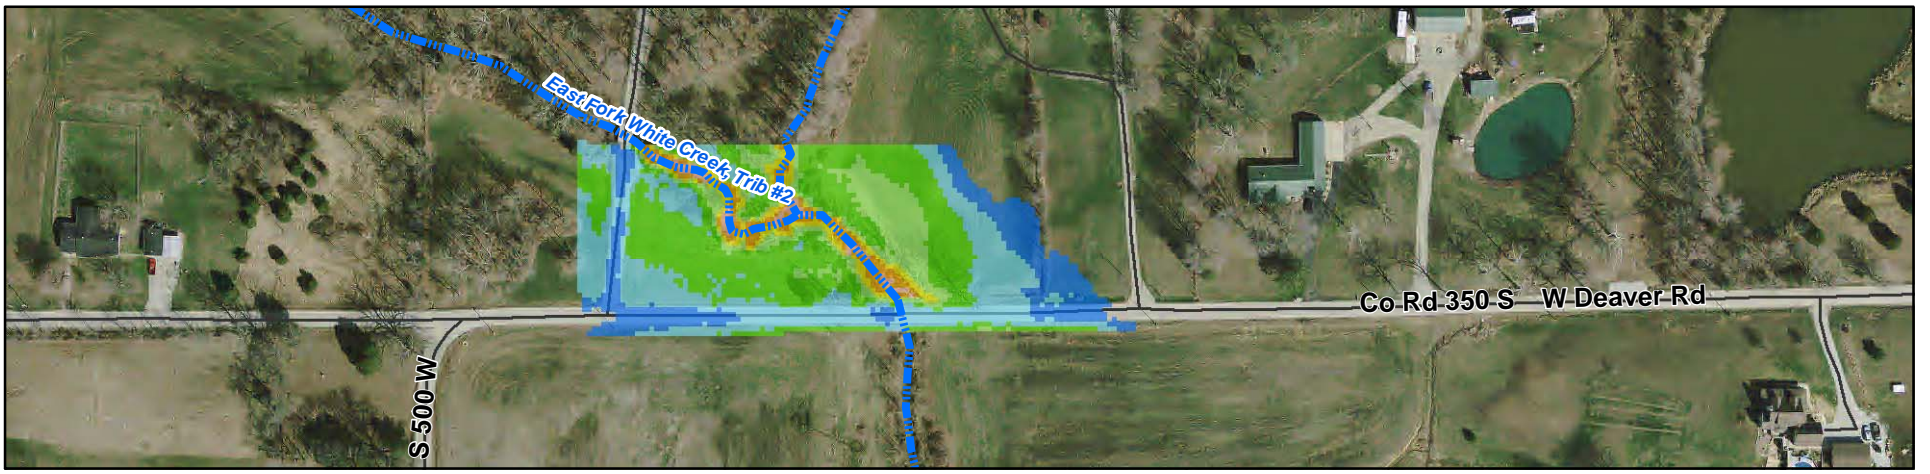 East Fork White Creek, Trib #2
Co Rd 350 S W Deaver Rd
S 500 W